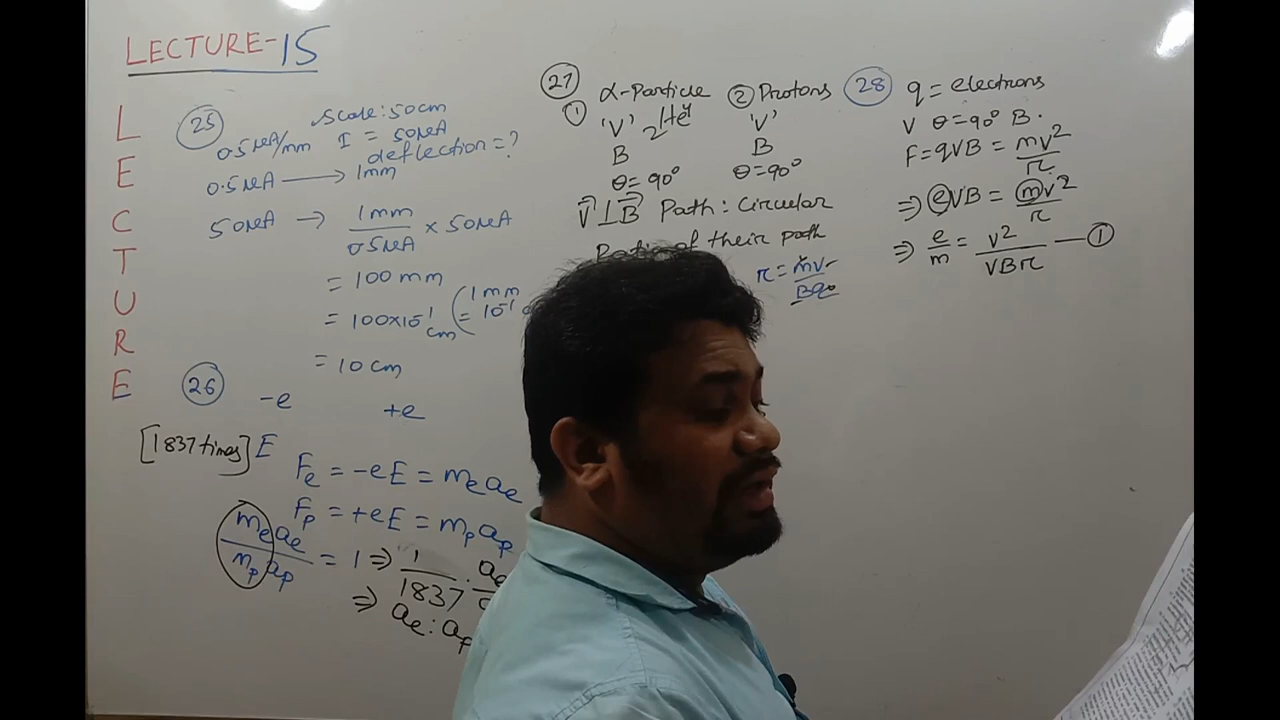 LECTURE-15
LECTURE
25
Scale: 50cm
0.5μA/mm I = 50μA
deflection = ?
0.5μA → 1mm
50μA → 1mm/0.5μA × 50μA
= 100 mm
= 100×10⁻¹ cm (1mm = 10⁻¹
= 10 cm
26
-e +e
[1837 times] E
Fe = -eE = meae
Fp = +eE = mpap
meae/mpap = 1 ⇒ 1/1837 · ae/
⇒ ae : ap
27
① α-Particle
'V' ₂He⁴
B
θ = 90°
② Protons
'V'
B
θ = 90°
V ⊥ B Path : Circular
of their path
r = mv/Bq
28
q = electrons
V θ = 90° B.
F = qVB = mv²/r
⇒ eVB = mv²/r
⇒ e/m = v²/VBr — ①